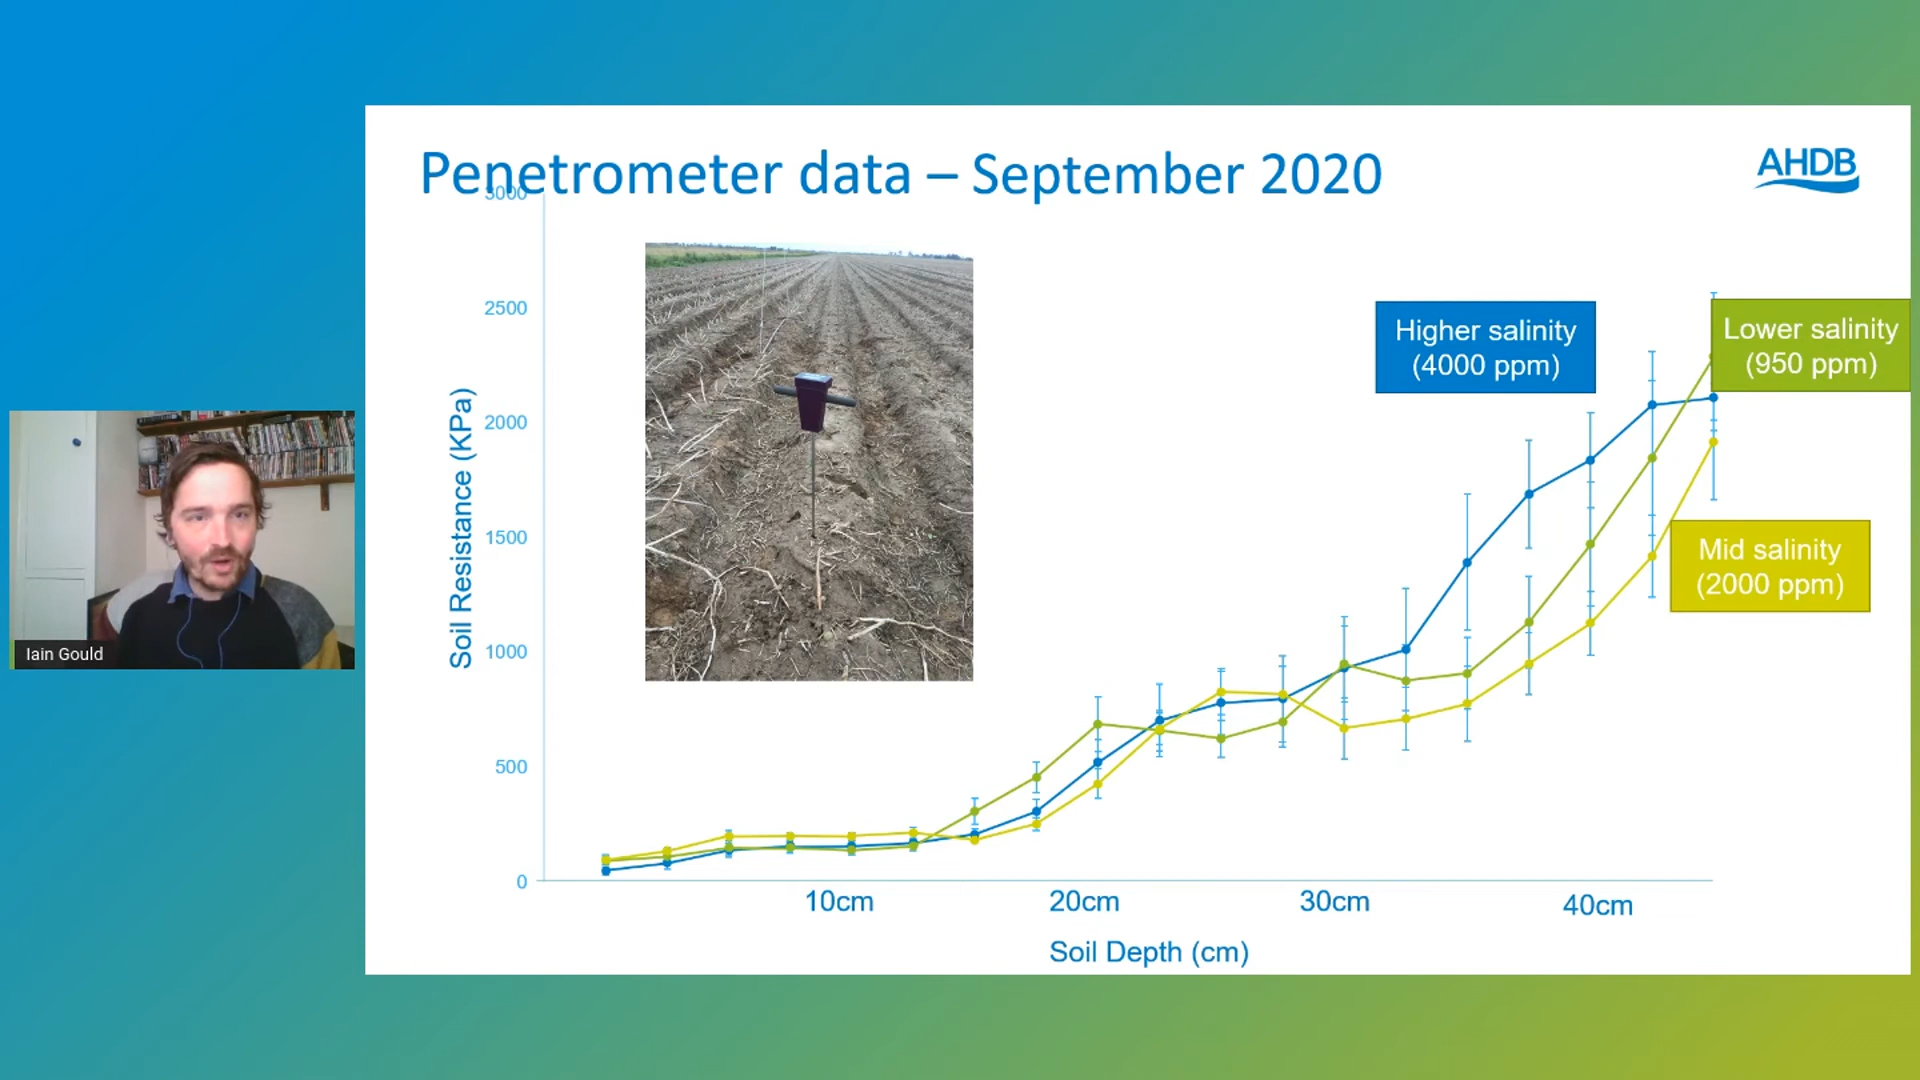 Penetrometer data – September 2020
AHDB
3000
2500
2000
1500
1000
500
0
Soil Resistance (KPa)
Higher salinity
(4000 ppm)
Lower salinity
(950 ppm)
Mid salinity
(2000 ppm)
10cm
20cm
30cm
40cm
Soil Depth (cm)
Iain Gould